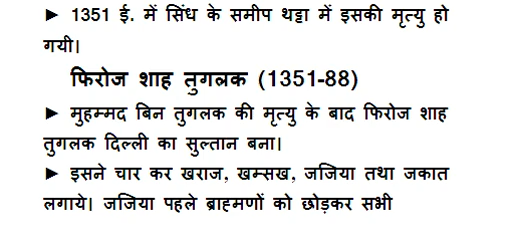 ► 1351 ई. में सिंध के समीप थट्टा में इसकी मृत्यु हो
गयी।
फिरोज शाह तुगलक (1351-88)
► मुहम्मद बिन तुगलक की मृत्यु के बाद फिरोज शाह
तुगलक दिल्ली का सुल्तान बना।
► इसने चार कर खराज, खम्सख, जजिया तथा जकात
लगाये। जजिया पहले ब्राह्मणों को छोड़कर सभी